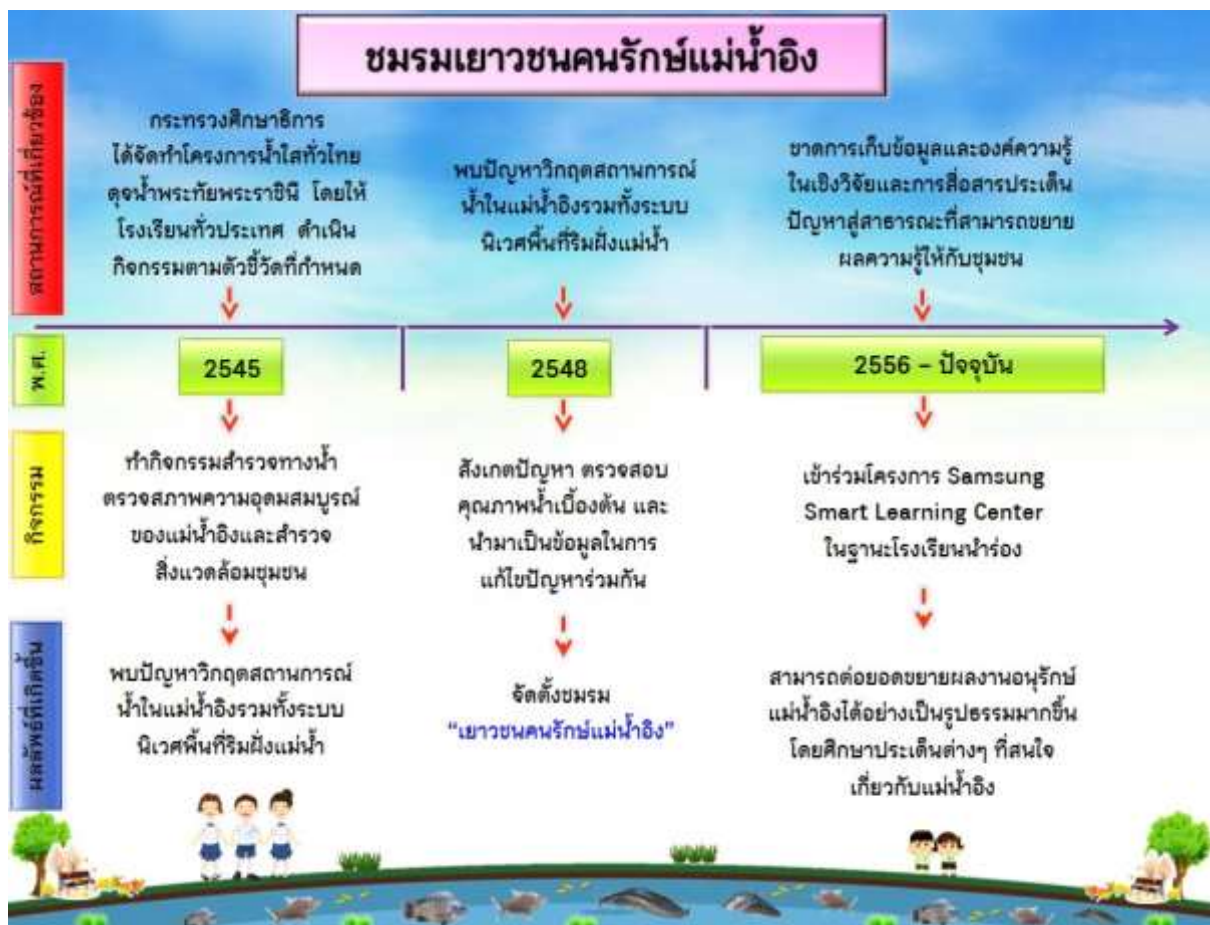 ชมรมเยาวชนคนรักษ์แม่น้ำอิง
สถานการณ์ที่เกี่ยวข้อง
กระทรวงศึกษาธิการ
ได้จัดทำโครงการน้ำใสทั่วไทย
ดุจน้ำพระทัยพระราชินี โดยให้
โรงเรียนทั่วประเทศ ดำเนิน
กิจกรรมตามตัวชี้วัดที่กำหนด
พบปัญหาวิกฤตสถานการณ์
น้ำในแม่น้ำอิงรวมทั้งระบบ
นิเวศพื้นที่ริมฝั่งแม่น้ำ
ขาดการเก็บข้อมูลและองค์ความรู้
ในเชิงวิจัยและการสื่อสารประเด็น
ปัญหาสู่สาธารณะที่สามารถขยาย
ผลความรู้ให้กับชุมชน
พ.ศ.
2545
2548
2556 – ปัจจุบัน
กิจกรรม
ทำกิจกรรมสำรวจทางน้ำ
ตรวจสภาพความอุดมสมบูรณ์
ของแม่น้ำอิงและสำรวจ
สิ่งแวดล้อมชุมชน
สังเกตปัญหา ตรวจสอบ
คุณภาพน้ำเบื้องต้น และ
นำมาเป็นข้อมูลในการ
แก้ไขปัญหาร่วมกัน
เข้าร่วมโครงการ Samsung
Smart Learning Center
ในฐานะโรงเรียนนำร่อง
ผลลัพธ์ที่เกิดขึ้น
พบปัญหาวิกฤตสถานการณ์
น้ำในแม่น้ำอิงรวมทั้งระบบ
นิเวศพื้นที่ริมฝั่งแม่น้ำ
จัดตั้งชมรม
“เยาวชนคนรักษ์แม่น้ำอิง”
สามารถต่อยอดขยายผลงานอนุรักษ์
แม่น้ำอิงได้อย่างเป็นรูปธรรมมากขึ้น
โดยศึกษาประเด็นต่างๆ ที่สนใจ
เกี่ยวกับแม่น้ำอิง